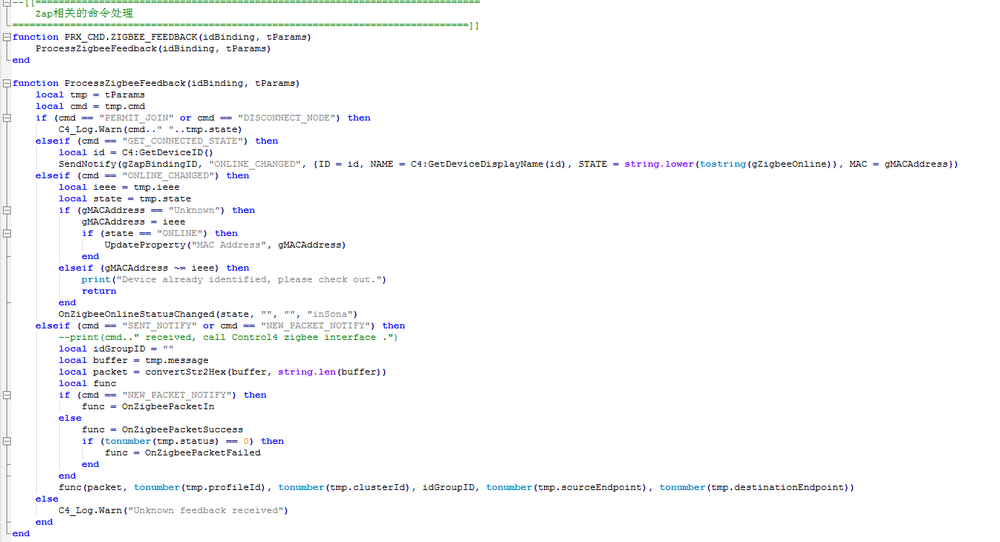 --[[=============================================================================
    Zap相关的命令处理
===============================================================================]]
function PRX_CMD.ZIGBEE_FEEDBACK(idBinding, tParams)
    ProcessZigbeeFeedback(idBinding, tParams)
end

function ProcessZigbeeFeedback(idBinding, tParams)
    local tmp = tParams
    local cmd = tmp.cmd
    if (cmd == "PERMIT_JOIN" or cmd == "DISCONNECT_NODE") then
        C4_Log.Warn(cmd.." "..tmp.state)
    elseif (cmd == "GET_CONNECTED_STATE") then
        local id = C4:GetDeviceID()
        SendNotify(gZapBindingID, "ONLINE_CHANGED", {ID = id, NAME = C4:GetDeviceDisplayName(id), STATE = string.lower(tostring(gZigbeeOnline)), MAC = gMACAddress})
    elseif (cmd == "ONLINE_CHANGED") then
        local ieee = tmp.ieee
        local state = tmp.state
        if (gMACAddress == "Unknown") then
            gMACAddress = ieee
            if (state == "ONLINE") then
                UpdateProperty("MAC Address", gMACAddress)
            end
        elseif (gMACAddress ~= ieee) then
            print("Device already identified, please check out.")
            return
        end
        OnZigbeeOnlineStatusChanged(state, "", "", "inSona")
    elseif (cmd == "SENT_NOTIFY" or cmd == "NEW_PACKET_NOTIFY") then
        --print(cmd.." received, call Control4 zigbee interface .")
        local idGroupID = ""
        local buffer = tmp.message
        local packet = convertStr2Hex(buffer, string.len(buffer))
        local func
        if (cmd == "NEW_PACKET_NOTIFY") then
            func = OnZigbeePacketIn
        else
            func = OnZigbeePacketSuccess
            if (tonumber(tmp.status) == 0) then
                func = OnZigbeePacketFailed
            end
        end
        func(packet, tonumber(tmp.profileId), tonumber(tmp.clusterId), idGroupID, tonumber(tmp.sourceEndpoint), tonumber(tmp.destinationEndpoint))
    else
        C4_Log.Warn("Unknown feedback received")
    end
end